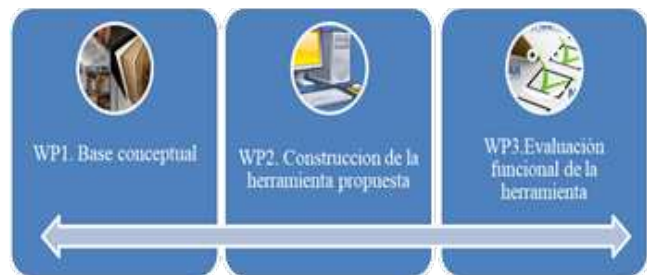 WP1. Base conceptual
WP2. Construccion de la
herramienta propuesta
WP3.Evaluación
funcional de la
herramienta